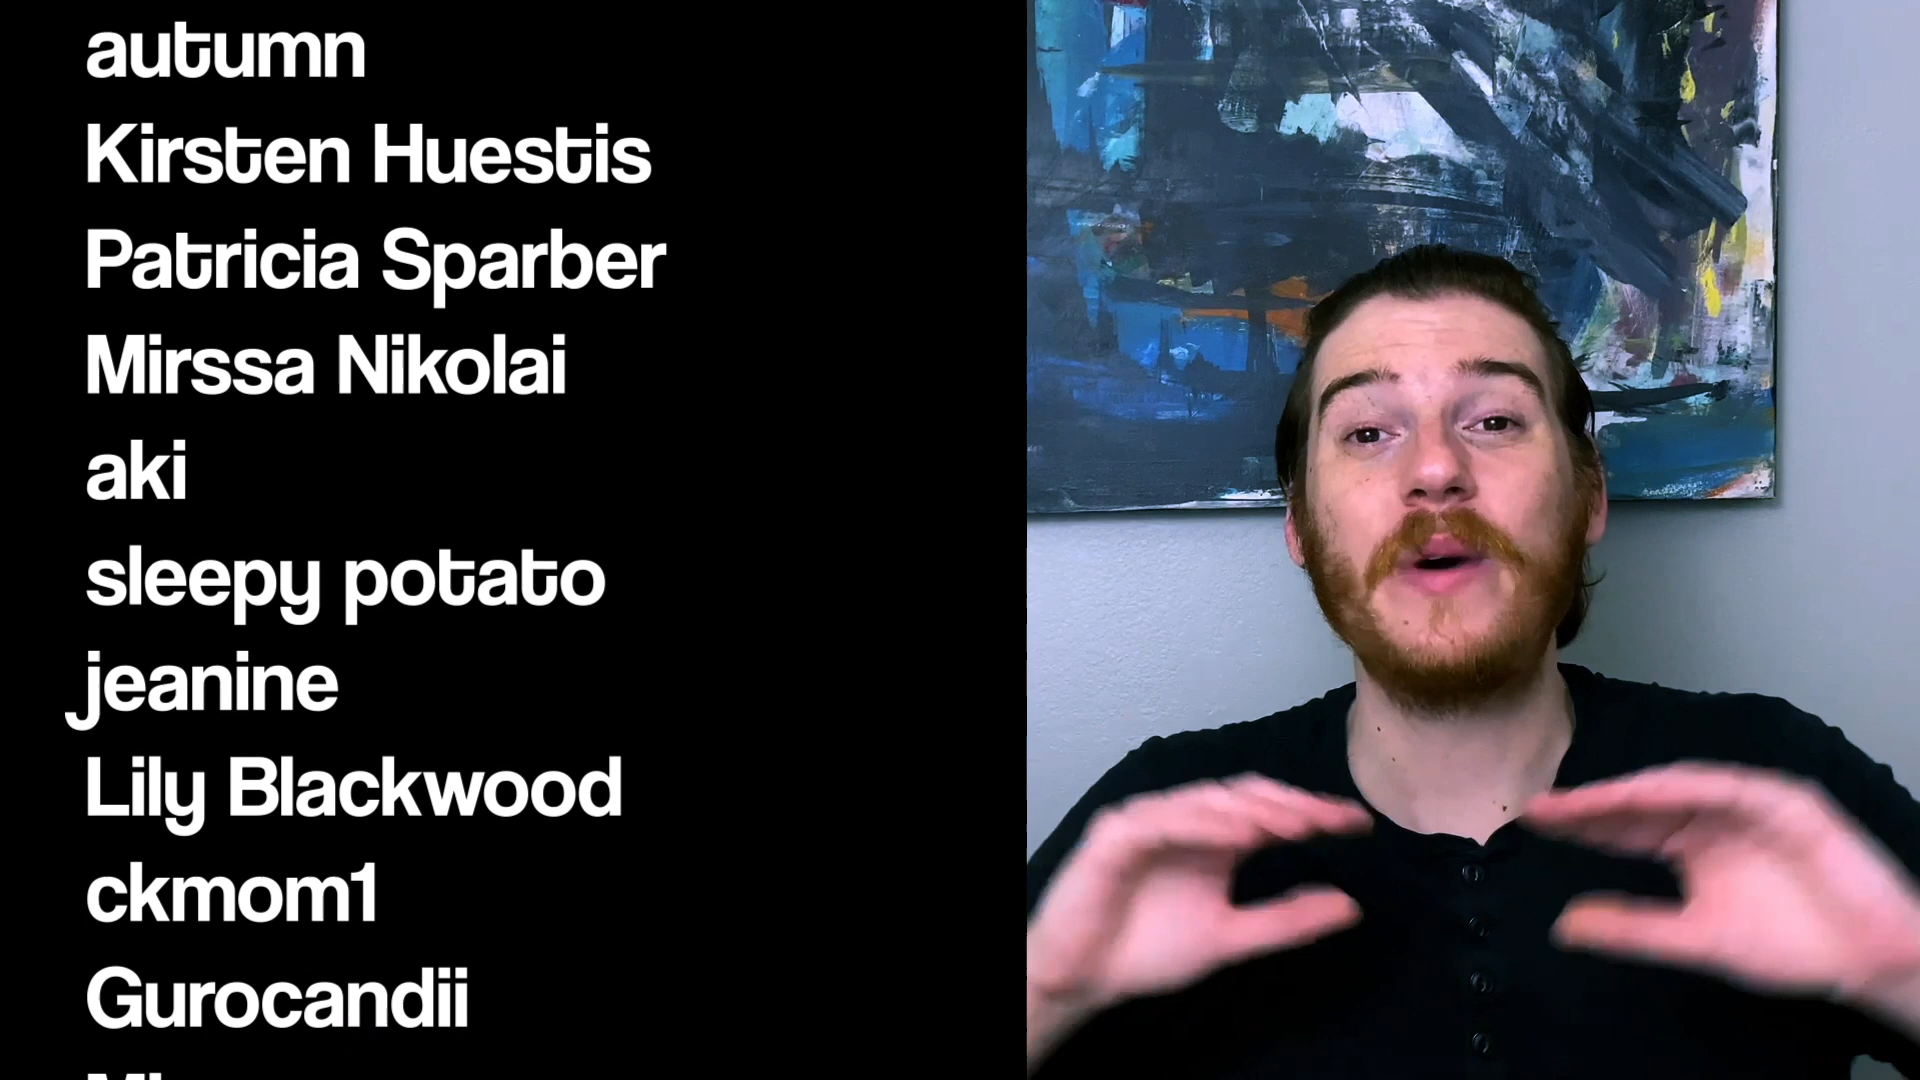 autumn
Kirsten Huestis
Patricia Sparber
Mirssa Nikolai
aki
sleepy potato
jeanine
Lily Blackwood
ckmom1
Gurocandii